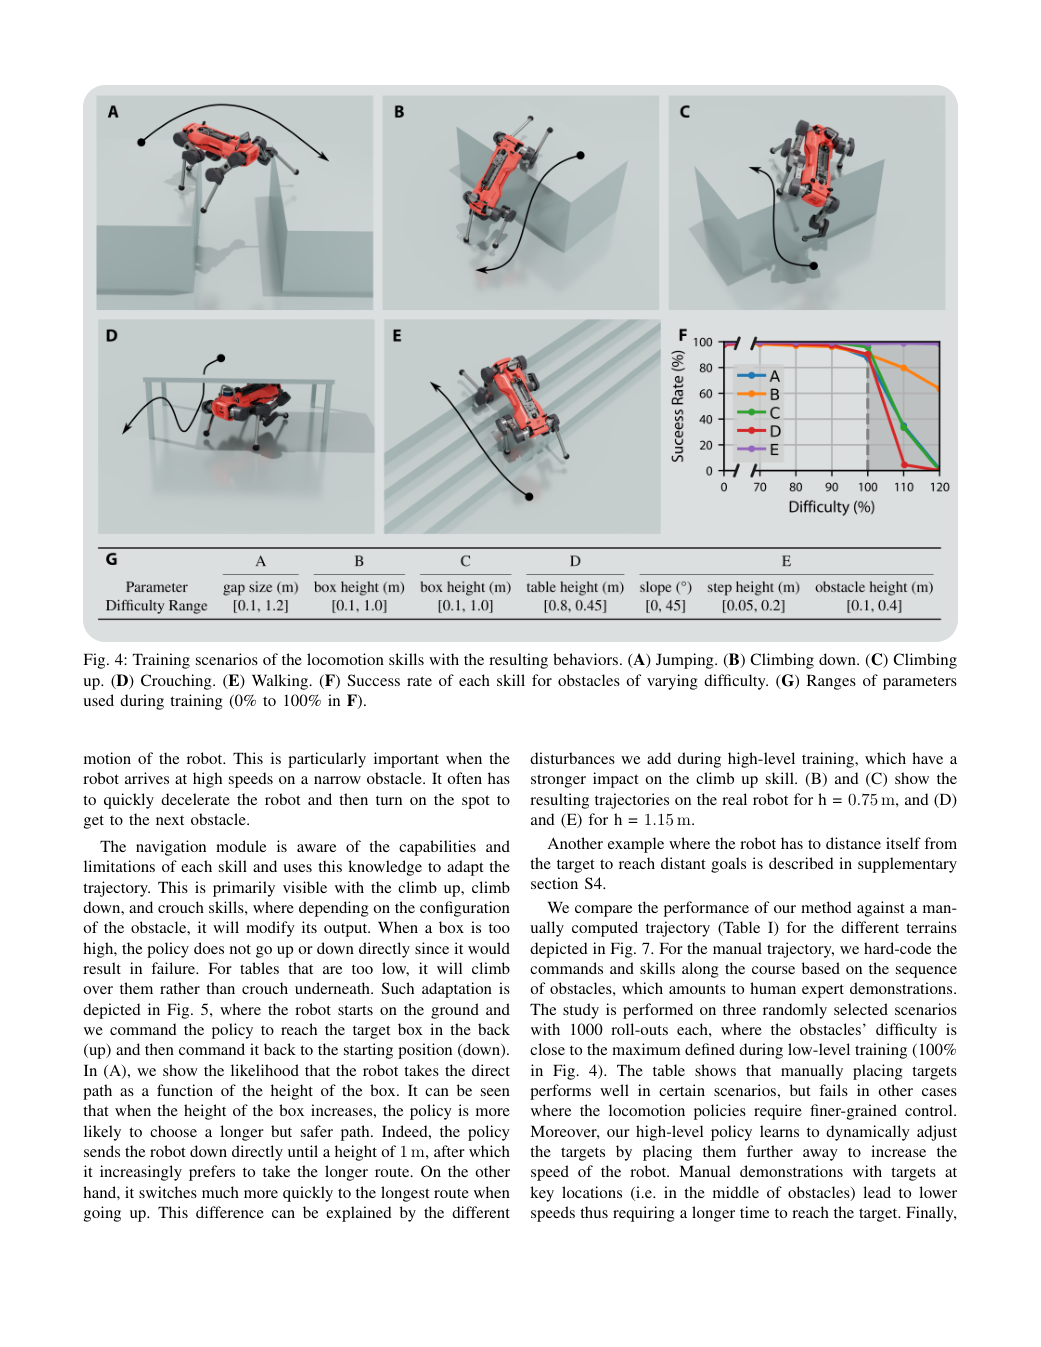 A
B
C
D
E
F
Suceess Rate (%)
100
80
60
40
20
0
A
B
C
D
E
0 70 80 90 100 110 120
Difficulty (%)
G A B C D E
Parameter gap size (m) box height (m) box height (m) table height (m) slope (°) step height (m) obstacle height (m)
Difficulty Range [0.1, 1.2] [0.1, 1.0] [0.1, 1.0] [0.8, 0.45] [0, 45] [0.05, 0.2] [0.1, 0.4]
Fig. 4: Training scenarios of the locomotion skills with the resulting behaviors. (A) Jumping. (B) Climbing down. (C) Climbing
up. (D) Crouching. (E) Walking. (F) Success rate of each skill for obstacles of varying difficulty. (G) Ranges of parameters
used during training (0% to 100% in F).
motion of the robot. This is particularly important when the
robot arrives at high speeds on a narrow obstacle. It often has
to quickly decelerate the robot and then turn on the spot to
get to the next obstacle.
The navigation module is aware of the capabilities and
limitations of each skill and uses this knowledge to adapt the
trajectory. This is primarily visible with the climb up, climb
down, and crouch skills, where depending on the configuration
of the obstacle, it will modify its output. When a box is too
high, the policy does not go up or down directly since it would
result in failure. For tables that are too low, it will climb
over them rather than crouch underneath. Such adaptation is
depicted in Fig. 5, where the robot starts on the ground and
we command the policy to reach the target box in the back
(up) and then command it back to the starting position (down).
In (A), we show the likelihood that the robot takes the direct
path as a function of the height of the box. It can be seen
that when the height of the box increases, the policy is more
likely to choose a longer but safer path. Indeed, the policy
sends the robot down directly until a height of 1 m, after which
it increasingly prefers to take the longer route. On the other
hand, it switches much more quickly to the longest route when
going up. This difference can be explained by the different
disturbances we add during high-level training, which have a
stronger impact on the climb up skill. (B) and (C) show the
resulting trajectories on the real robot for h = 0.75 m, and (D)
and (E) for h = 1.15 m.
Another example where the robot has to distance itself from
the target to reach distant goals is described in supplementary
section S4.
We compare the performance of our method against a man-
ually computed trajectory (Table I) for the different terrains
depicted in Fig. 7. For the manual trajectory, we hard-code the
commands and skills along the course based on the sequence
of obstacles, which amounts to human expert demonstrations.
The study is performed on three randomly selected scenarios
with 1000 roll-outs each, where the obstacles' difficulty is
close to the maximum defined during low-level training (100%
in Fig. 4). The table shows that manually placing targets
performs well in certain scenarios, but fails in other cases
where the locomotion policies require finer-grained control.
Moreover, our high-level policy learns to dynamically adjust
the targets by placing them further away to increase the
speed of the robot. Manual demonstrations with targets at
key locations (i.e. in the middle of obstacles) lead to lower
speeds thus requiring a longer time to reach the target. Finally,